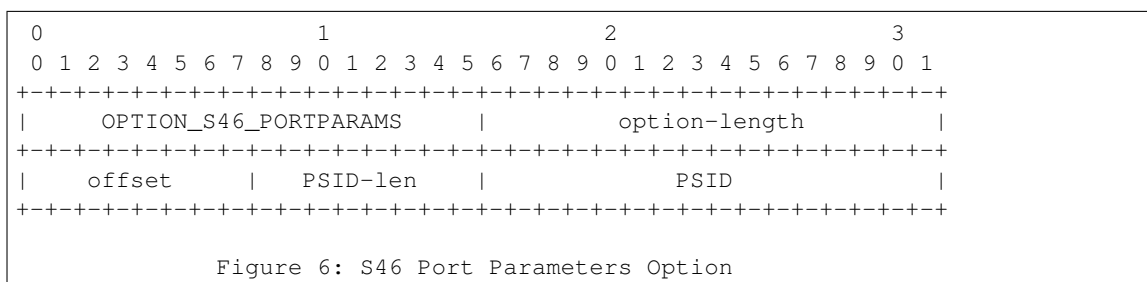 0                   1                   2                   3
 0 1 2 3 4 5 6 7 8 9 0 1 2 3 4 5 6 7 8 9 0 1 2 3 4 5 6 7 8 9 0 1
+-+-+-+-+-+-+-+-+-+-+-+-+-+-+-+-+-+-+-+-+-+-+-+-+-+-+-+-+-+-+-+-+
|     OPTION_S46_PORTPARAMS     |         option-length         |
+-+-+-+-+-+-+-+-+-+-+-+-+-+-+-+-+-+-+-+-+-+-+-+-+-+-+-+-+-+-+-+-+
|    offset     |   PSID-len    |             PSID              |
+-+-+-+-+-+-+-+-+-+-+-+-+-+-+-+-+-+-+-+-+-+-+-+-+-+-+-+-+-+-+-+-+
Figure 6: S46 Port Parameters Option